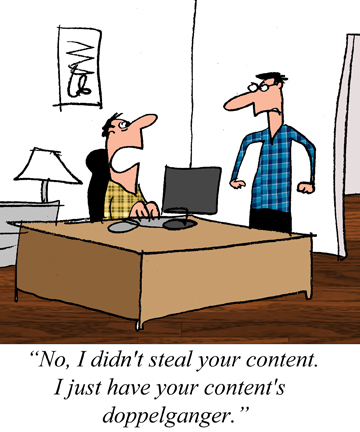 “No, I didn't steal your content.
I just have your content's
doppelganger.”